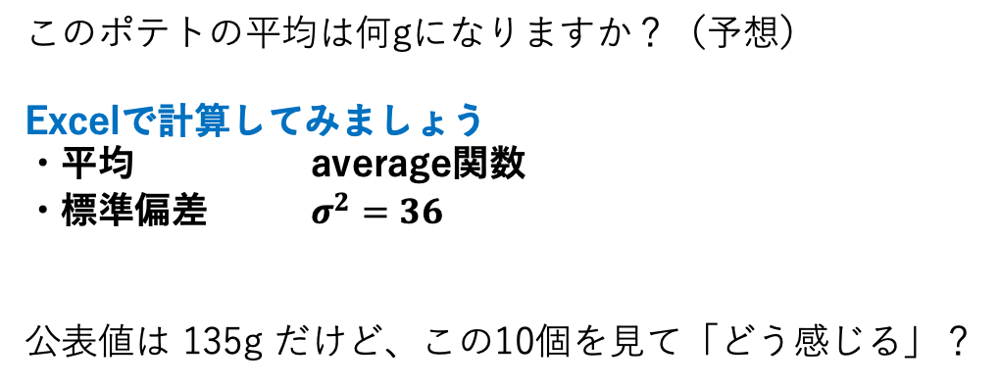 このポテトの平均は何gになりますか？（予想）
Excelで計算してみましょう
・平均 average関数
・標準偏差 σ² = 36
公表値は 135g だけど、この10個を見て「どう感じる」？